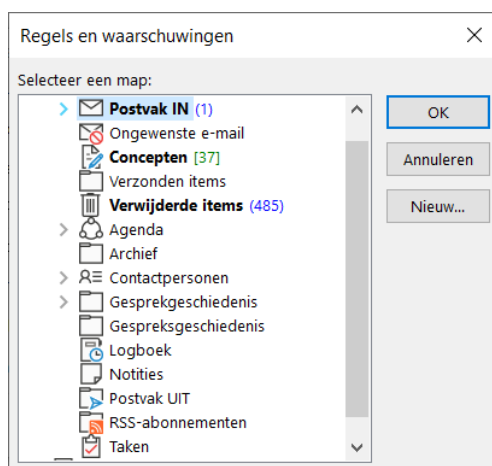 Regels en waarschuwingen
Selecteer een map:
Postvak IN (1)
Ongewenste e-mail
Concepten [37]
Verzonden items
Verwijderde items (485)
Agenda
Archief
Contactpersonen
Gesprekgeschiedenis
Gespreksgeschiedenis
Logboek
Notities
Postvak UIT
RSS-abonnementen
Taken
OK
Annuleren
Nieuw...